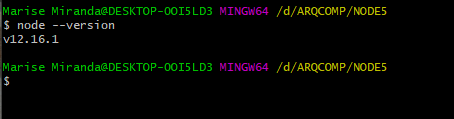 Marise Miranda@DESKTOP-OOI5LD3 MINGW64 /d/ARQCOMP/NODE5
$ node --version
v12.16.1
Marise Miranda@DESKTOP-OOI5LD3 MINGW64 /d/ARQCOMP/NODE5
$